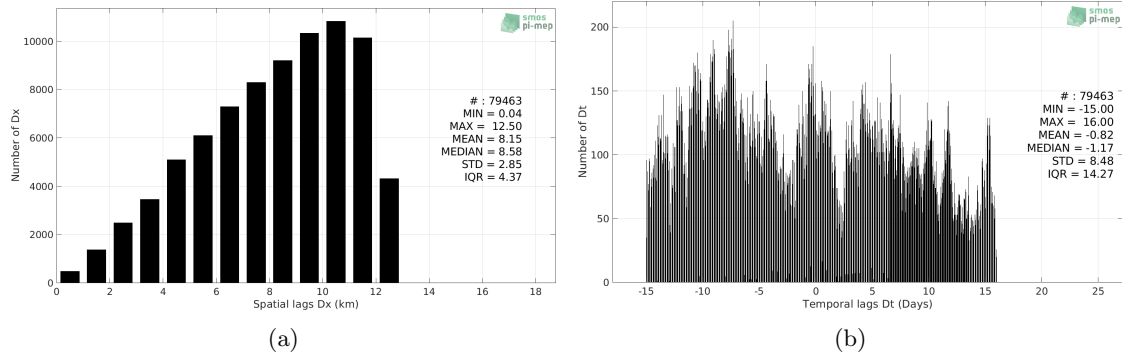 smos
pi-mep
10000
8000
6000
4000
2000
0
Number of Dx
# : 79463
MIN = 0.04
MAX = 12.50
MEAN = 8.15
MEDIAN = 8.58
STD = 2.85
IQR = 4.37
0 2 4 6 8 10 12 14 16 18
Spatial lags Dx (km)
(a)
smos
pi-mep
200
150
100
50
0
Number of Dt
# : 79463
MIN = -15.00
MAX = 16.00
MEAN = -0.82
MEDIAN = -1.17
STD = 8.48
IQR = 14.27
-15 -10 -5 0 5 10 15 20 25
Temporal lags Dt (Days)
(b)